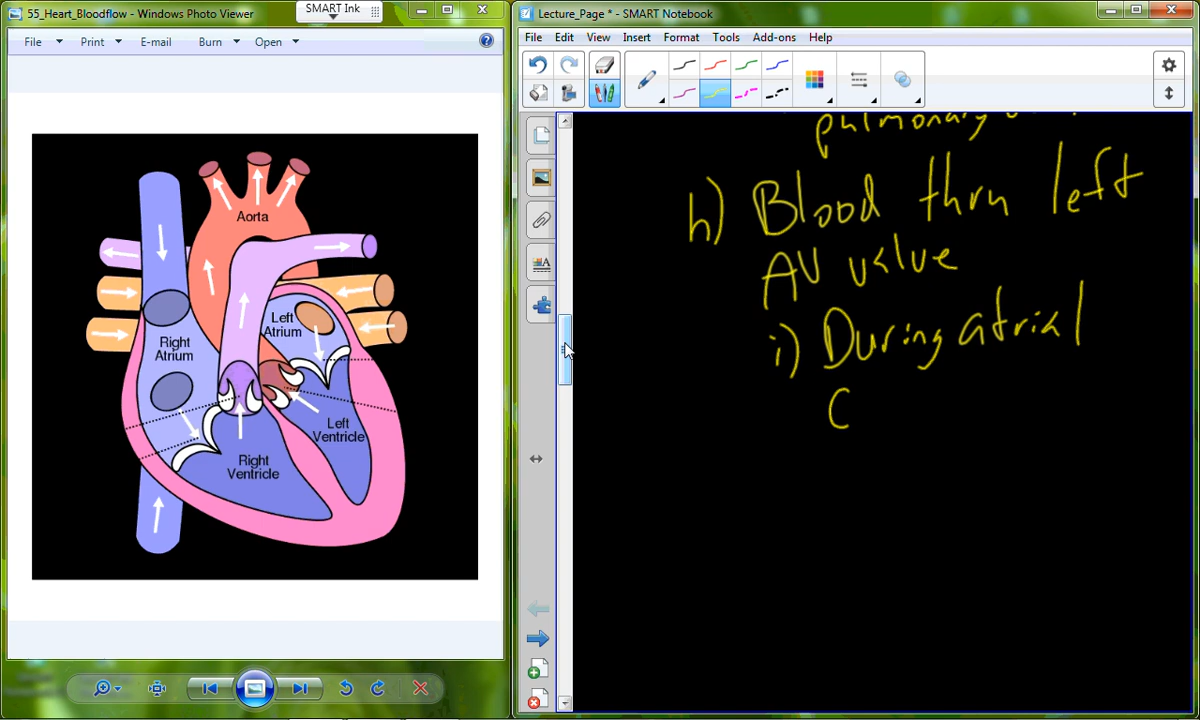 55_Heart_Bloodflow - Windows Photo Viewer
SMART Ink
File Print E-mail Burn Open
Aorta
Left
Atrium
Right
Atrium
Left
Ventricle
Right
Ventricle
Lecture_Page * - SMART Notebook
File Edit View Insert Format Tools Add-ons Help
pulmonary
h) Blood thru left
AV valve
i) During atrial
C